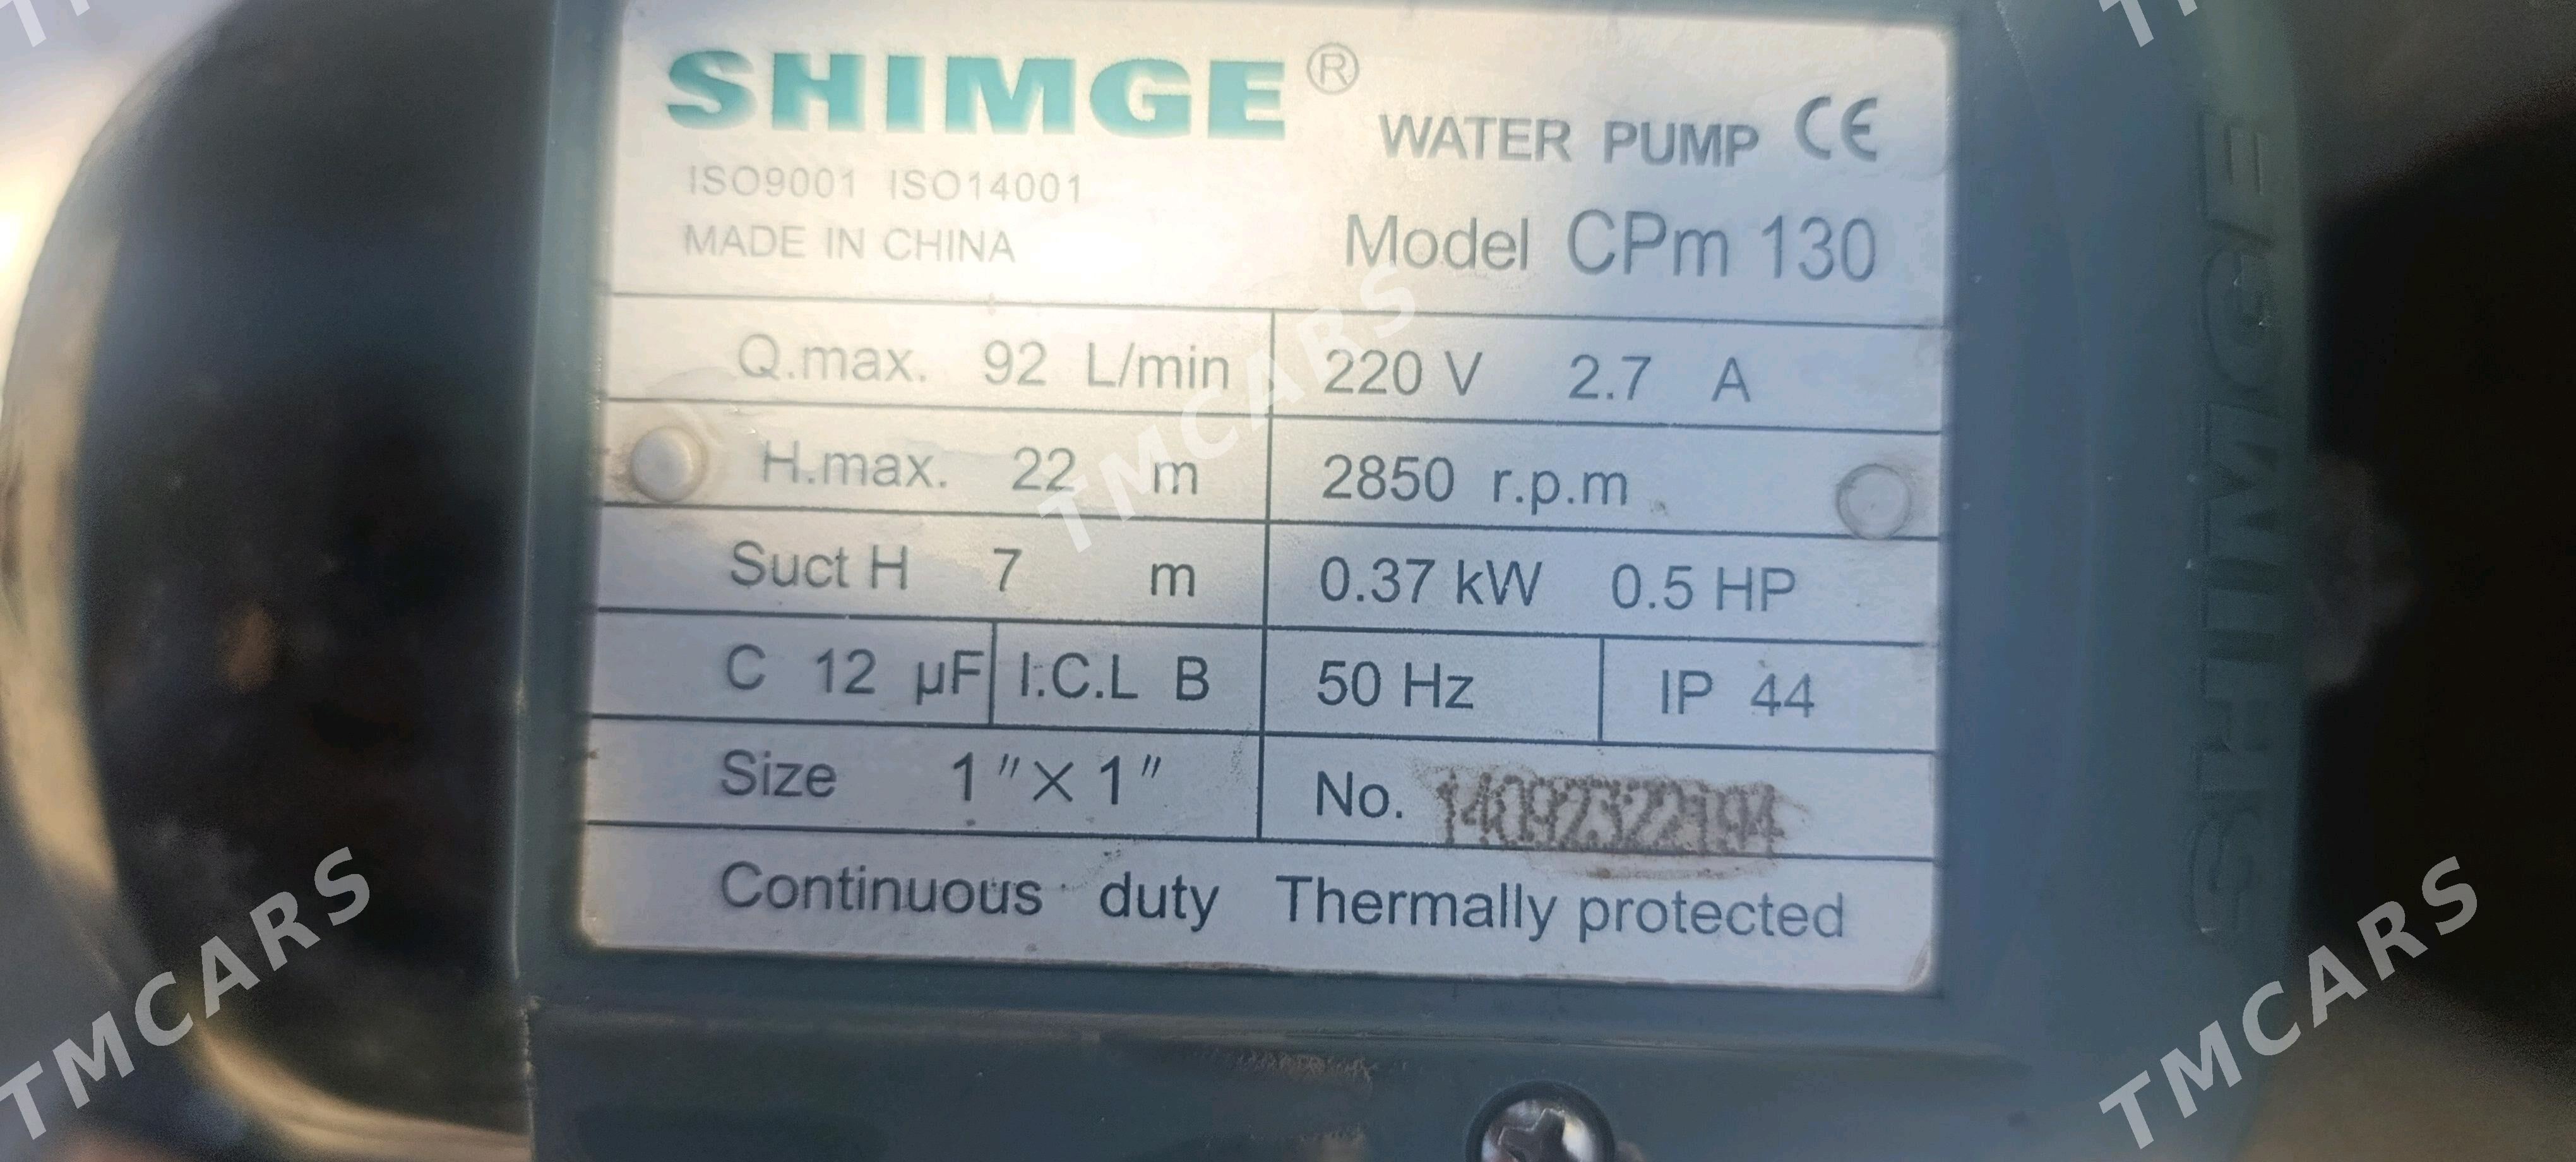 SHIMGE®
WATER PUMP CE
ISO9001 ISO14001
MADE IN CHINA
Model CPm 130
Q.max. 92 L/min 220 V 2.7 A
H.max. 22 m 2850 r.p.m
Suct H 7 m 0.37 kW 0.5 HP
C 12 µF I.C.L B 50 Hz IP 44
Size 1″×1″ No.
Continuous duty Thermally protected
SHIMGE
TMCARS
TMCARS
TMCARS